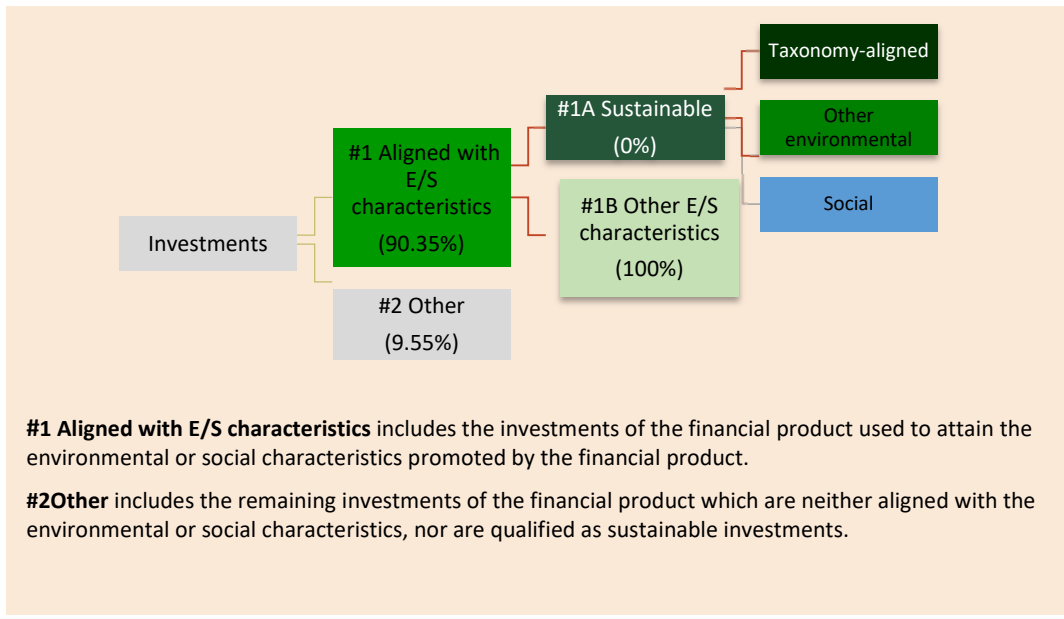 Taxonomy-aligned
#1A Sustainable
(0%)
Other
environmental
#1 Aligned with
E/S
characteristics
(90.35%)
#1B Other E/S
characteristics
(100%)
Social
Investments
#2 Other
(9.55%)
#1 Aligned with E/S characteristics includes the investments of the financial product used to attain the
environmental or social characteristics promoted by the financial product.
#2Other includes the remaining investments of the financial product which are neither aligned with the
environmental or social characteristics, nor are qualified as sustainable investments.